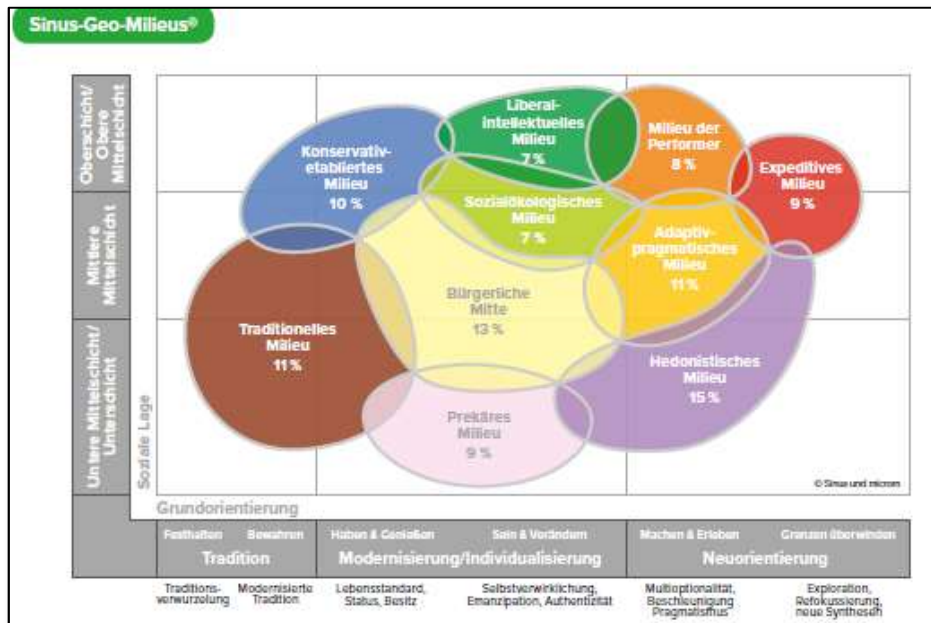 Sinus-Geo-Milieus®
Oberschicht/
Obere
Mittelschicht
Mittlere
Mittelschicht
Untere Mittelschicht/
Unterschicht
Soziale Lage
Konservativ-
etabliertes
Milieu
10 %
Liberal-
intellektuelles
Milieu
7 %
Milieu der
Performer
8 %
Expeditives
Milieu
9 %
Sozialökologisches
Milieu
7 %
Adaptiv-
pragmatisches
Milieu
11 %
Traditionelles
Milieu
11 %
Bürgerliche
Mitte
13 %
Hedonistisches
Milieu
15 %
Prekäres
Milieu
9 %
© Sinus und microm
Grundorientierung
Festhalten Bewahren Haben & Genießen Sein & Verändern Machen & Erleben Grenzen überwinden
Tradition Modernisierung/Individualisierung Neuorientierung
Traditions-
verwurzelung
Modernisierte
Tradition
Lebensstandard,
Status, Besitz
Selbstverwirklichung,
Emanzipation, Authentizität
Multioptionalität,
Beschleunigung
Pragmatismus
Exploration,
Refokussierung,
neue Synthesen